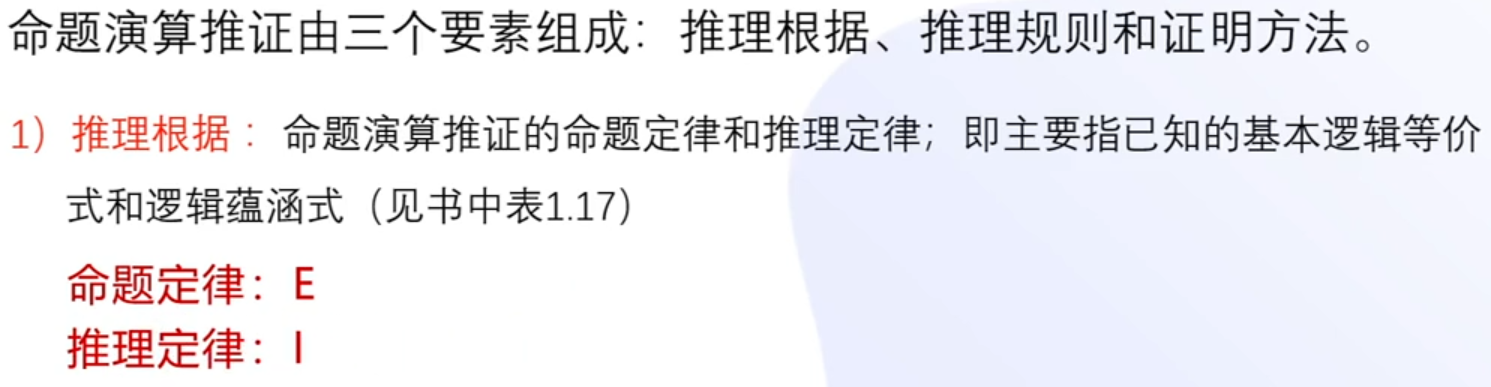 命题演算推证由三个要素组成：推理根据、推理规则和证明方法。
1）推理根据：命题演算推证的命题定律和推理定律；即主要指已知的基本逻辑等价
式和逻辑蕴涵式（见书中表1.17）
命题定律：E
推理定律：I